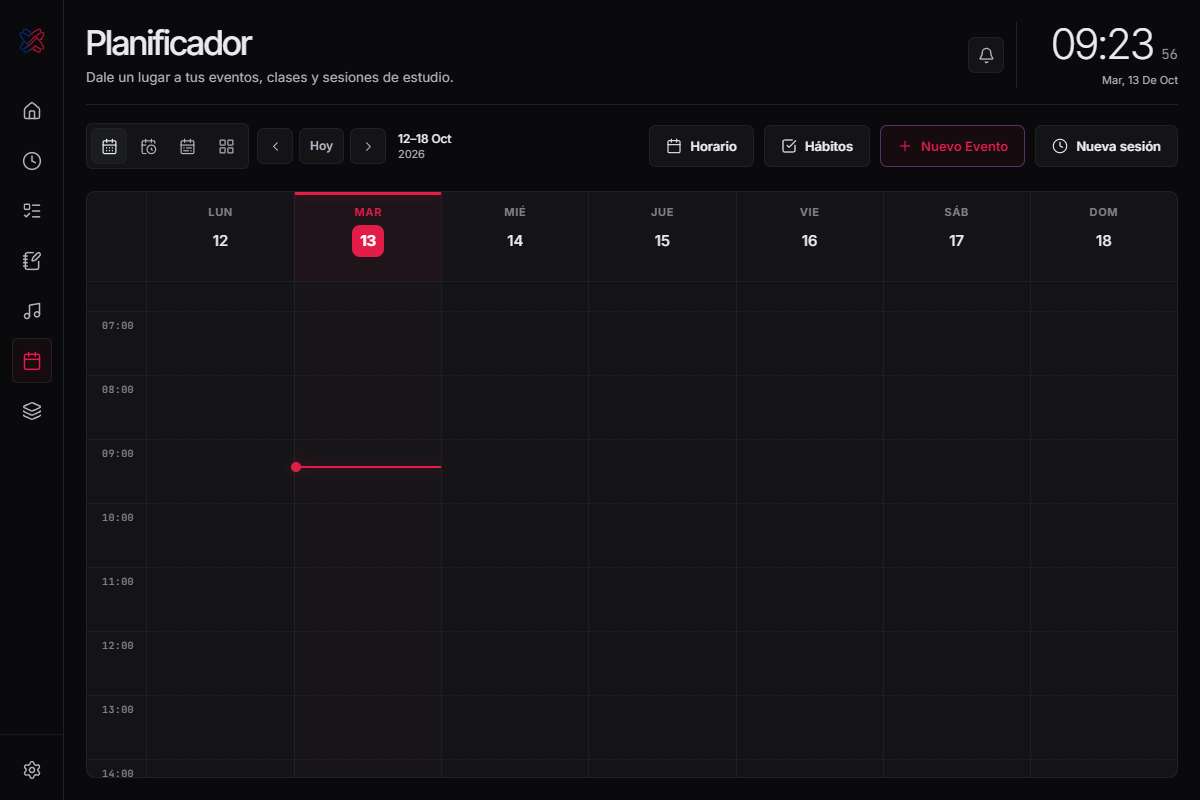 Planificador
Dale un lugar a tus eventos, clases y sesiones de estudio.
09:23 56
Mar, 13 De Oct
Hoy
12–18 Oct
2026
Horario
Hábitos
Nuevo Evento
Nueva sesión
LUN MAR MIÉ JUE VIE SÁB DOM
12 13 14 15 16 17 18
07:00
08:00
09:00
10:00
11:00
12:00
13:00
14:00